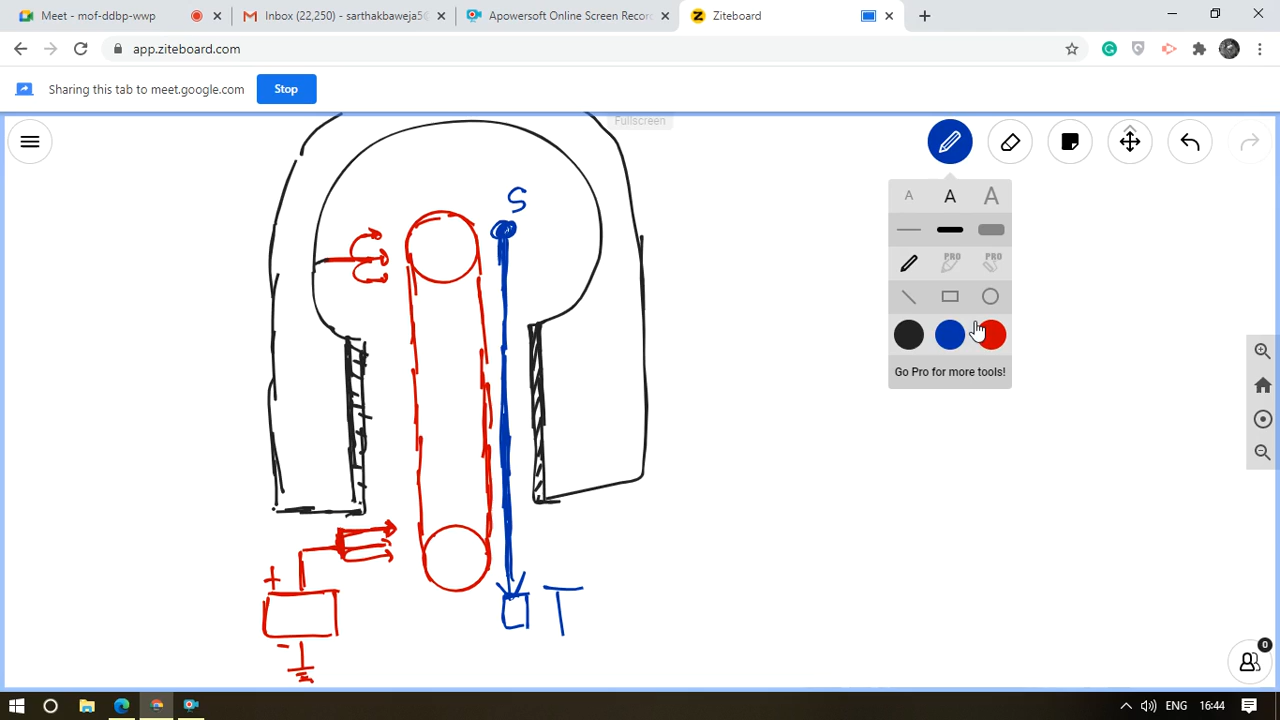 Meet - mof-ddbp-wwp
Inbox (22,250) - sarthakbaweja5
Apowersoft Online Screen Recor
Ziteboard
app.ziteboard.com
Sharing this tab to meet.google.com
Stop
Fullscreen
A A A
PRO PRO
Go Pro for more tools!
S
+
-
T
0
ENG
16:44